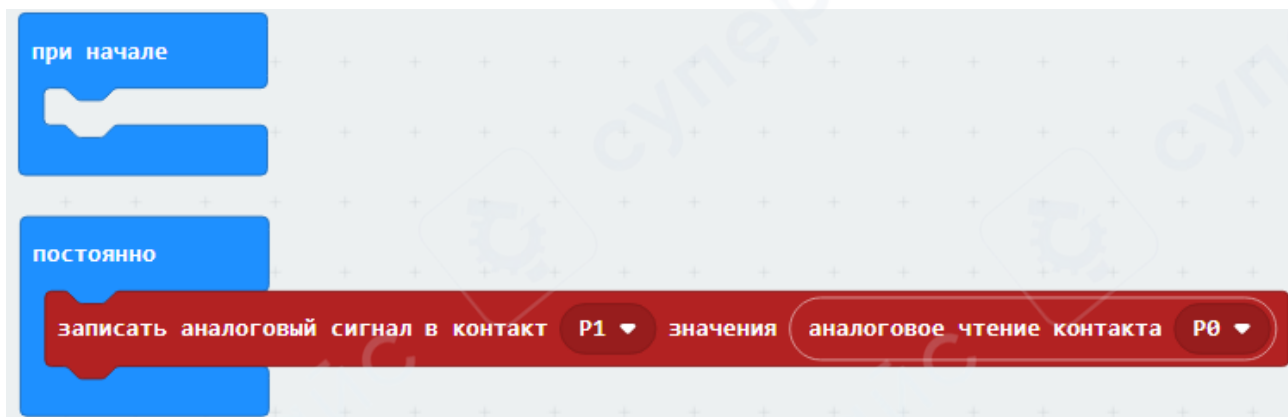 при начале
постоянно
записать аналоговый сигнал в контакт P1 значения аналоговое чтение контакта P0